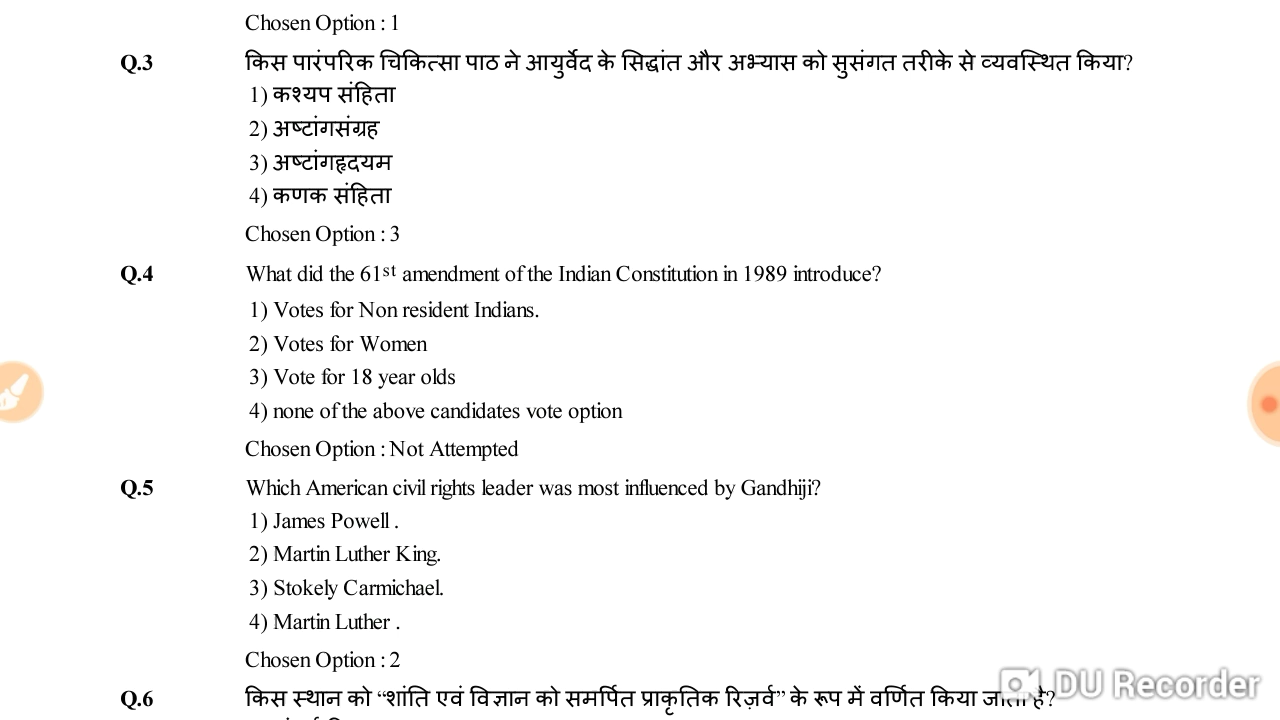 Chosen Option : 1
Q.3 किस पारंपरिक चिकित्सा पाठ ने आयुर्वेद के सिद्धांत और अभ्यास को सुसंगत तरीके से व्यवस्थित किया?
1) कश्यप संहिता
2) अष्टांगसंग्रह
3) अष्टांगहृदयम
4) कणक संहिता
Chosen Option : 3
Q.4 What did the 61st amendment of the Indian Constitution in 1989 introduce?
1) Votes for Non resident Indians.
2) Votes for Women
3) Vote for 18 year olds
4) none of the above candidates vote option
Chosen Option : Not Attempted
Q.5 Which American civil rights leader was most influenced by Gandhiji?
1) James Powell .
2) Martin Luther King.
3) Stokely Carmichael.
4) Martin Luther .
Chosen Option : 2
Q.6 किस स्थान को “शांति एवं विज्ञान को समर्पित प्राकृतिक रिज़र्व” के रूप में वर्णित किया जाता है?
DU Recorder